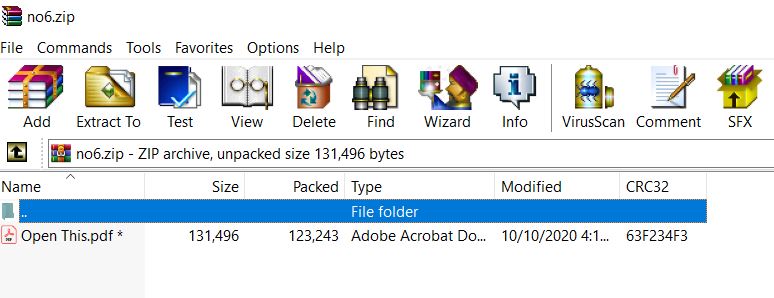 no6.zip
File Commands Tools Favorites Options Help
Add Extract To Test View Delete Find Wizard Info VirusScan Comment SFX
no6.zip - ZIP archive, unpacked size 131,496 bytes
Name Size Packed Type Modified CRC32
.. File folder
Open This.pdf * 131,496 123,243 Adobe Acrobat Do... 10/10/2020 4:1... 63F234F3